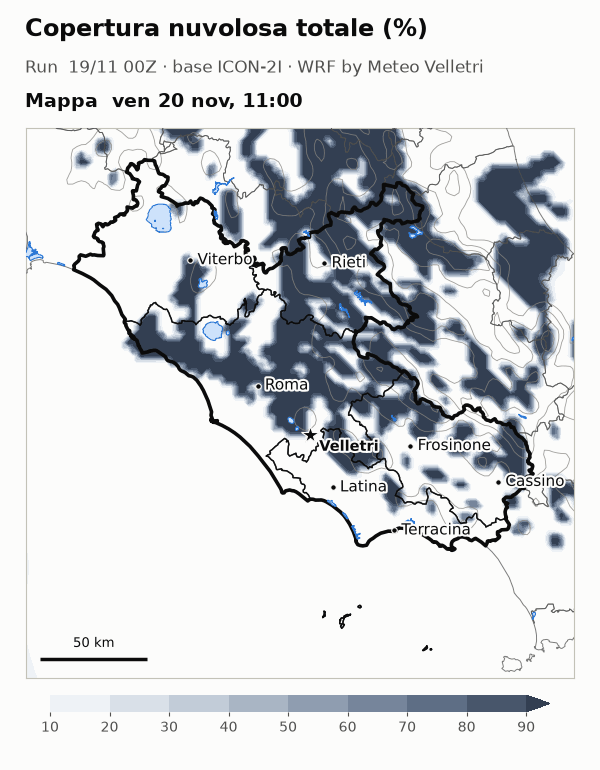 Copertura nuvolosa totale (%)
Run  19/11 00Z · base ICON-2I · WRF by Meteo Velletri
Mappa  ven 20 nov, 11:00
Viterbo
Rieti
Roma
Velletri
Frosinone
Latina
Cassino
Terracina
50 km
10 20 30 40 50 60 70 80 90